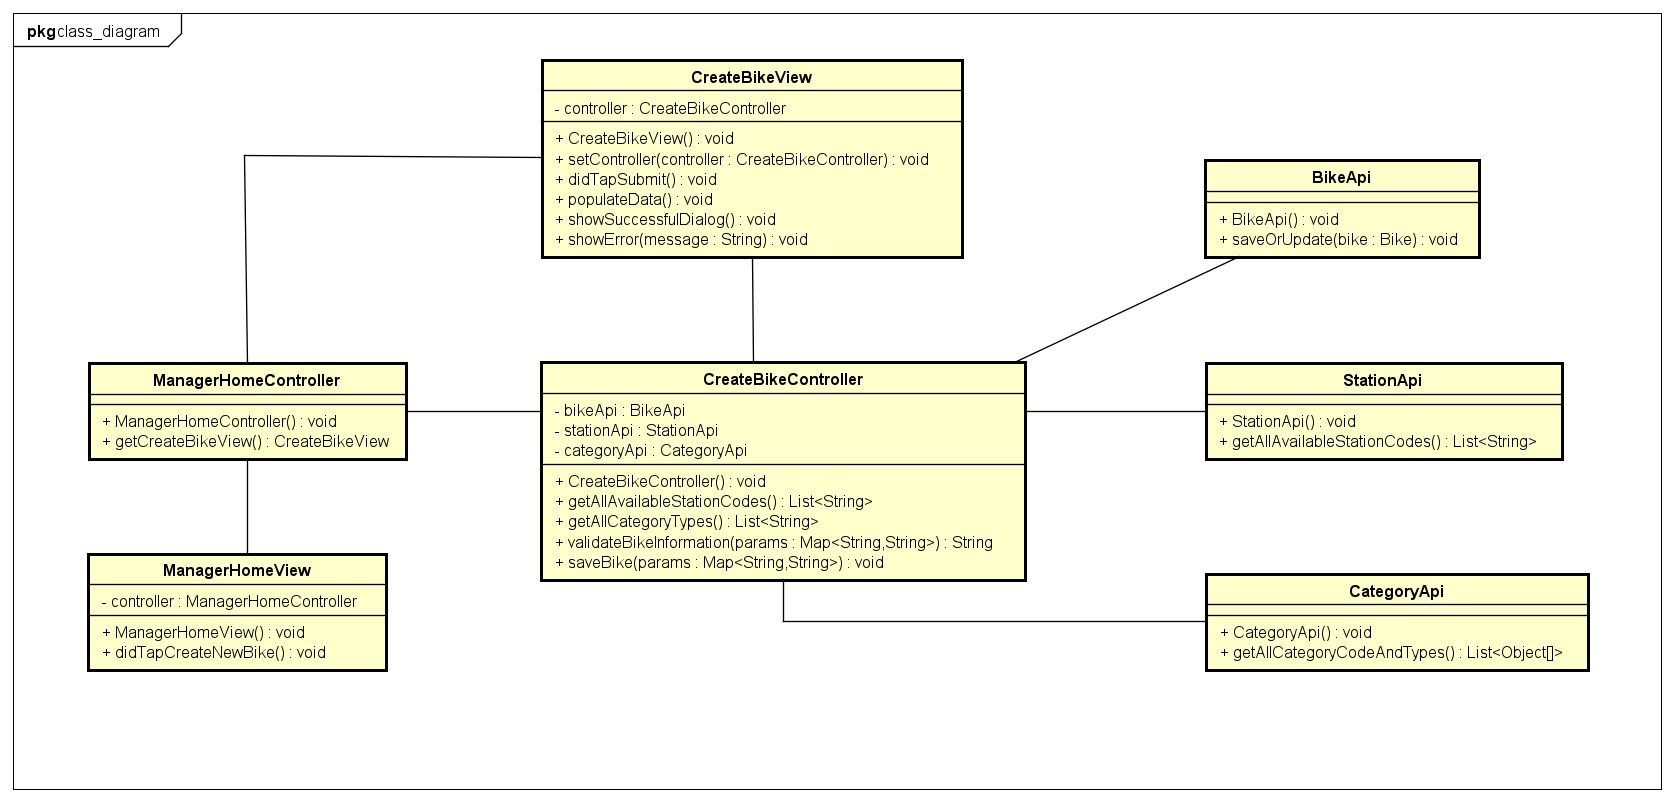 pkg class_diagram
CreateBikeView
- controller : CreateBikeController
+ CreateBikeView() : void
+ setController(controller : CreateBikeController) : void
+ didTapSubmit() : void
+ populateData() : void
+ showSuccessfulDialog() : void
+ showError(message : String) : void
BikeApi
+ BikeApi() : void
+ saveOrUpdate(bike : Bike) : void
ManagerHomeController
+ ManagerHomeController() : void
+ getCreateBikeView() : CreateBikeView
CreateBikeController
- bikeApi : BikeApi
- stationApi : StationApi
- categoryApi : CategoryApi
+ CreateBikeController() : void
+ getAllAvailableStationCodes() : List<String>
+ getAllCategoryTypes() : List<String>
+ validateBikeInformation(params : Map<String,String>) : String
+ saveBike(params : Map<String,String>) : void
StationApi
+ StationApi() : void
+ getAllAvailableStationCodes() : List<String>
ManagerHomeView
- controller : ManagerHomeController
+ ManagerHomeView() : void
+ didTapCreateNewBike() : void
CategoryApi
+ CategoryApi() : void
+ getAllCategoryCodeAndTypes() : List<Object[]>